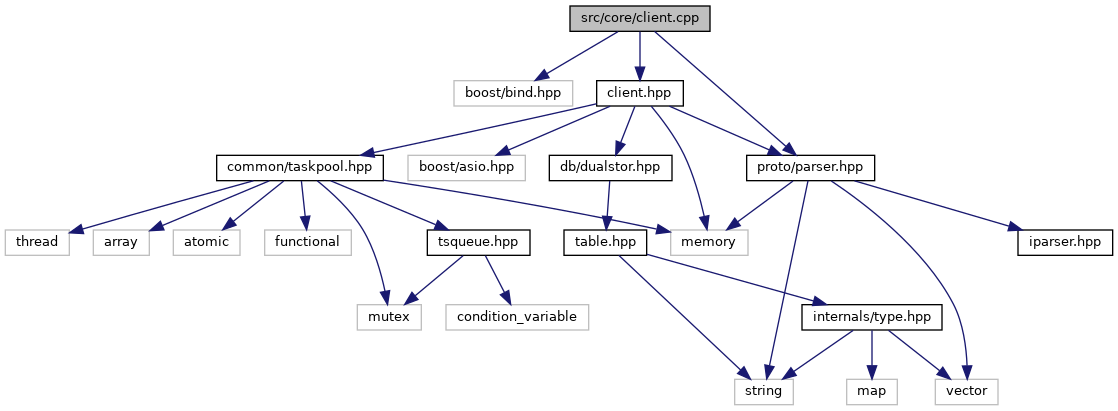 src/core/client.cpp
boost/bind.hpp
client.hpp
common/taskpool.hpp
boost/asio.hpp
db/dualstor.hpp
proto/parser.hpp
thread
array
atomic
functional
tsqueue.hpp
table.hpp
memory
iparser.hpp
mutex
condition_variable
internals/type.hpp
string
map
vector